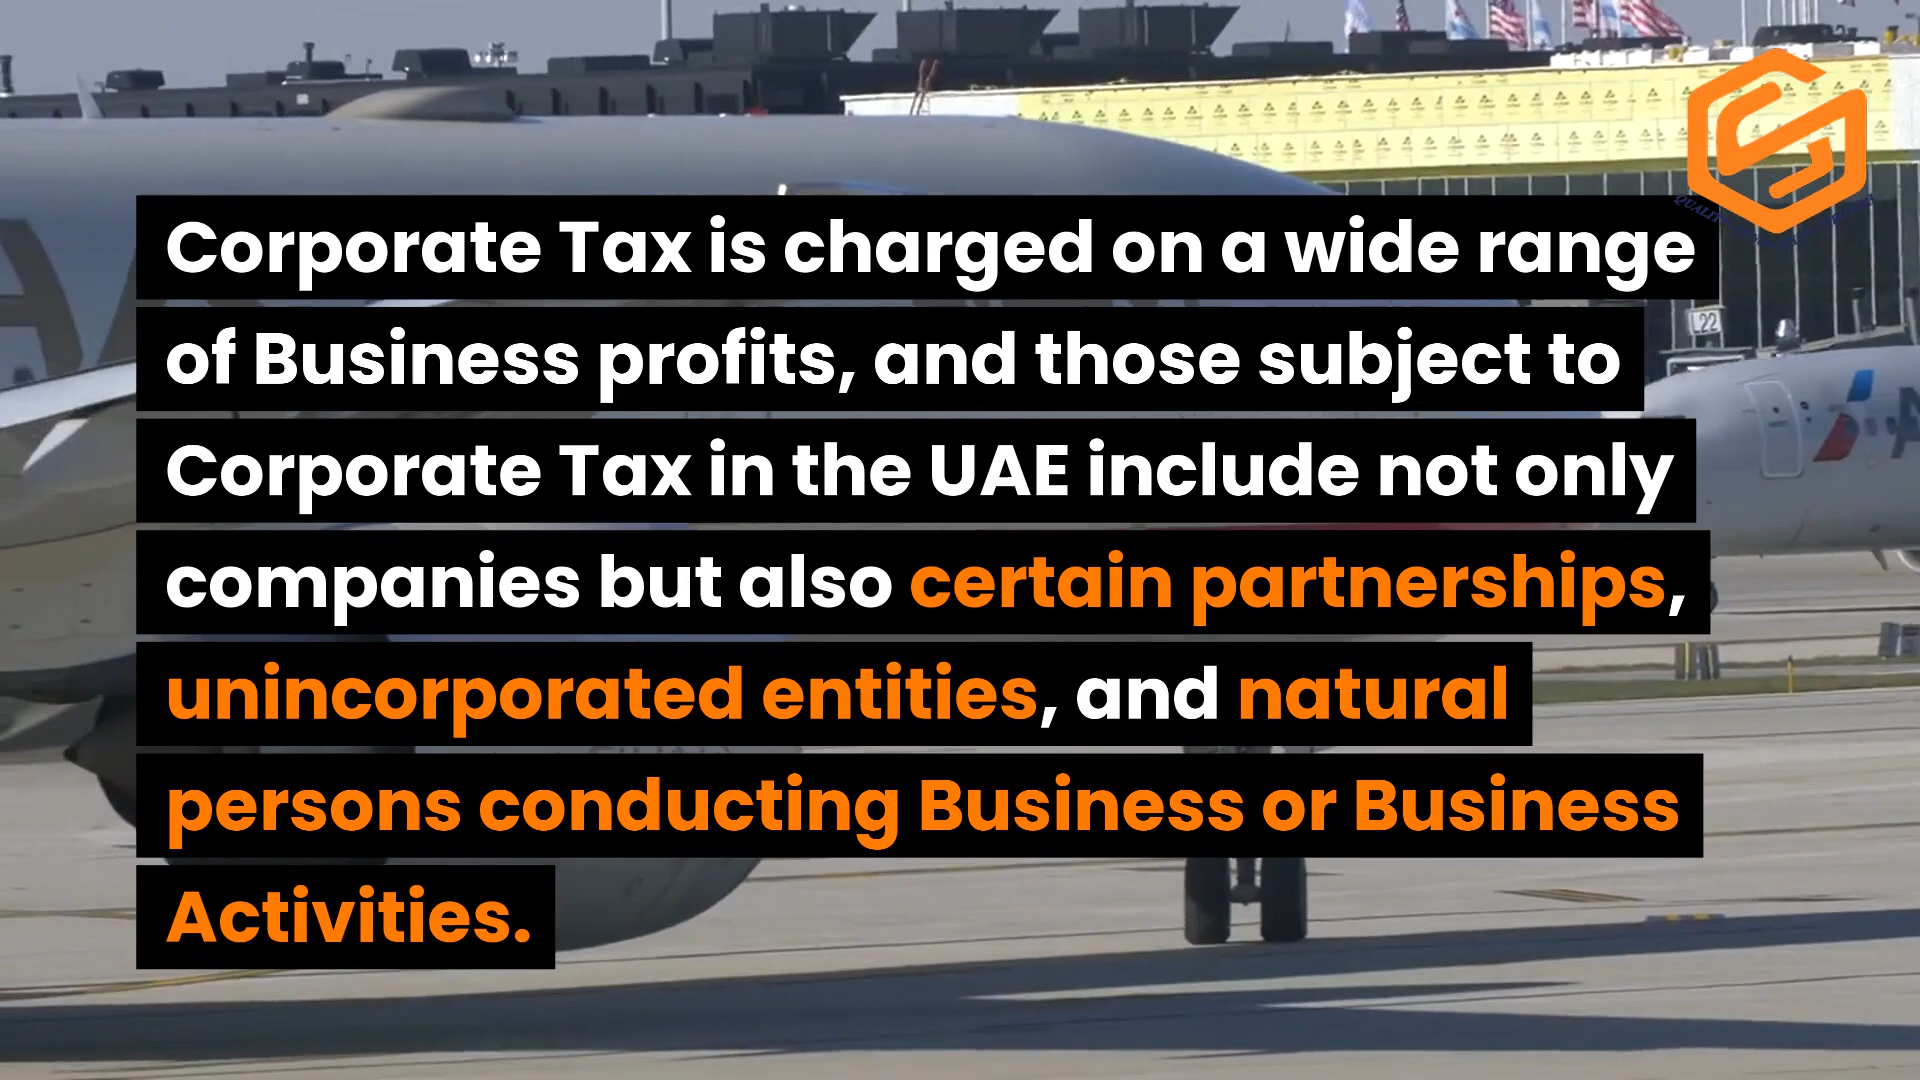 Corporate Tax is charged on a wide range
of Business profits, and those subject to
Corporate Tax in the UAE include not only
companies but also certain partnerships,
unincorporated entities, and natural
persons conducting Business or Business
Activities.
L22